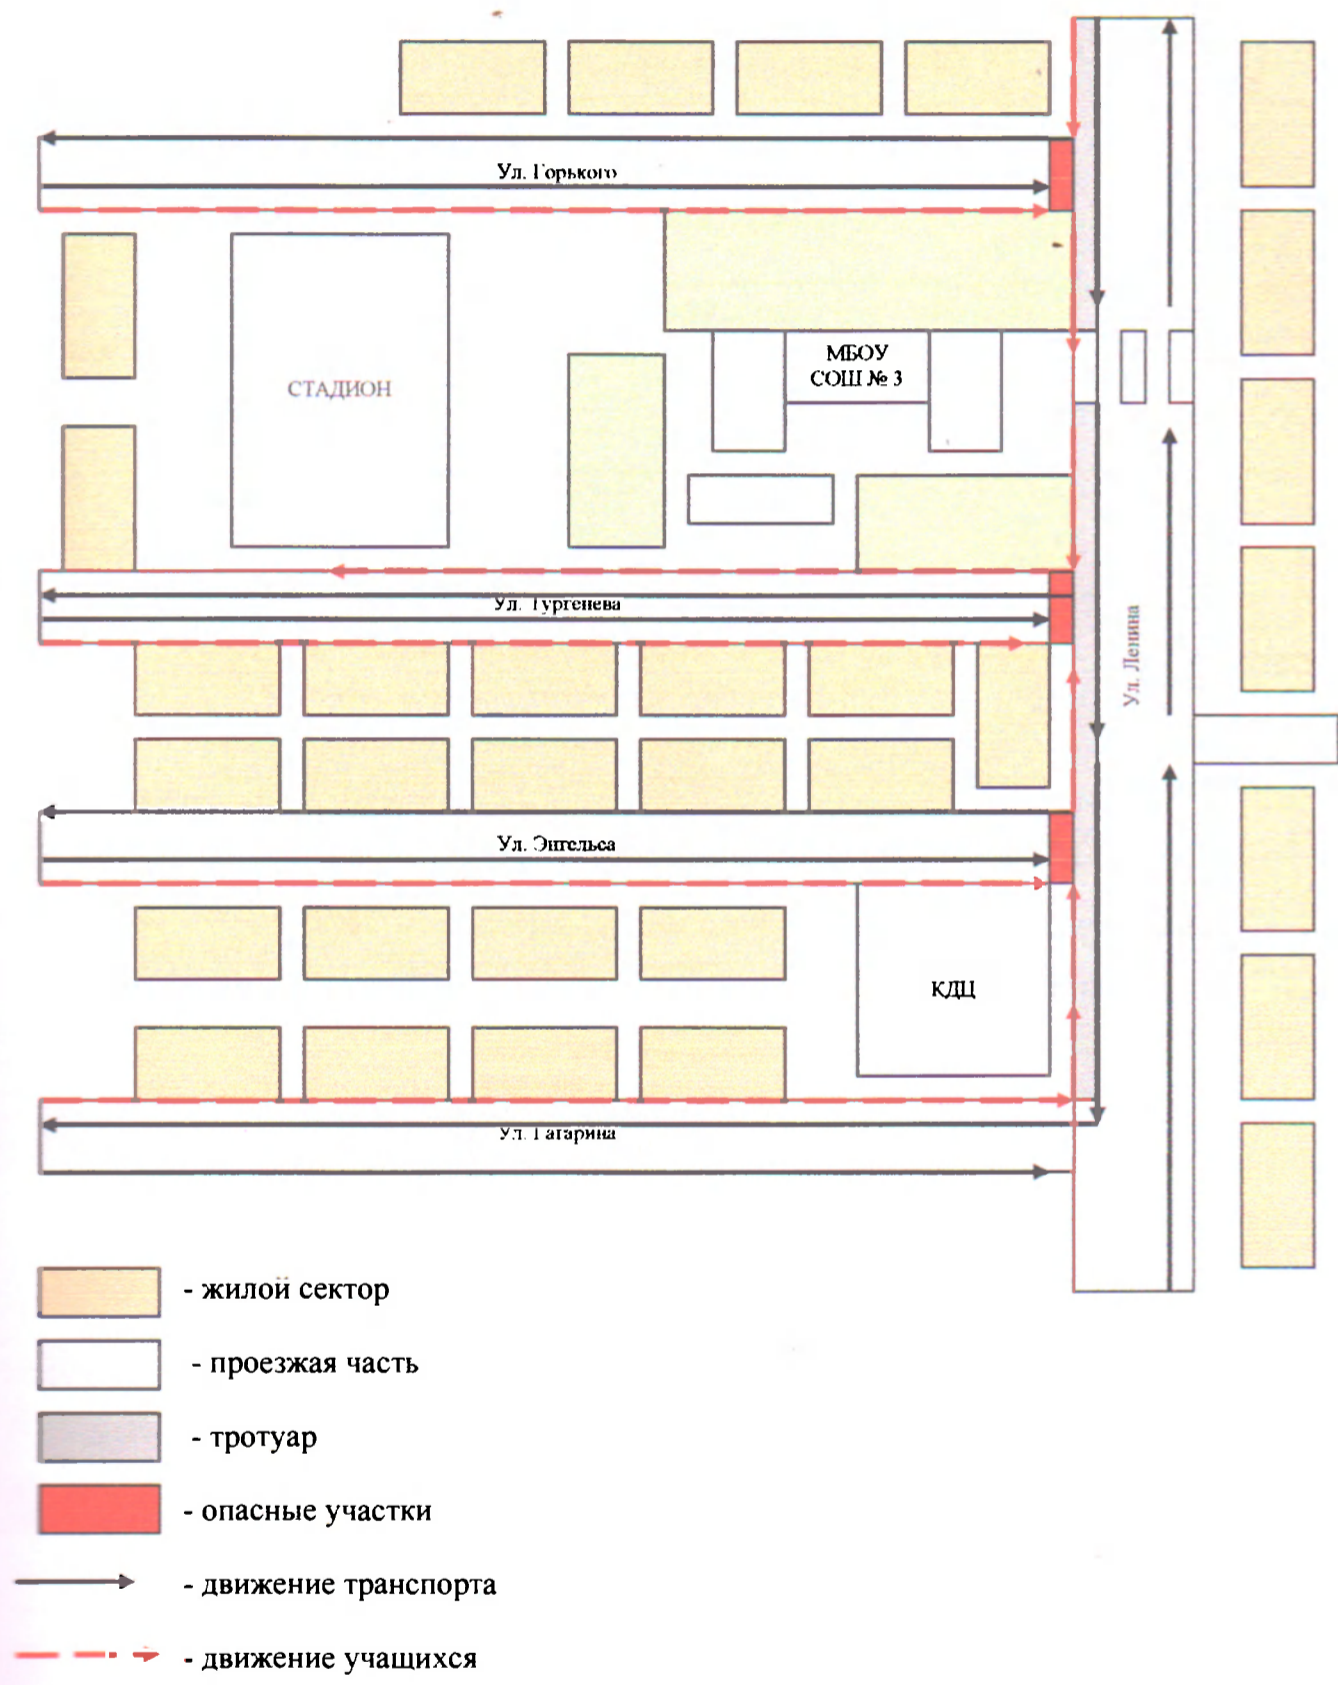 Ул. Горького
МБОУ
СОШ № 3
СТАДИОН
Ул. Тургенева
Ул. Ленина
Ул. Энгельса
КДЦ
Ул. Гагарина
- жилой сектор
- проезжая часть
- тротуар
- опасные участки
- движение транспорта
- движение учащихся